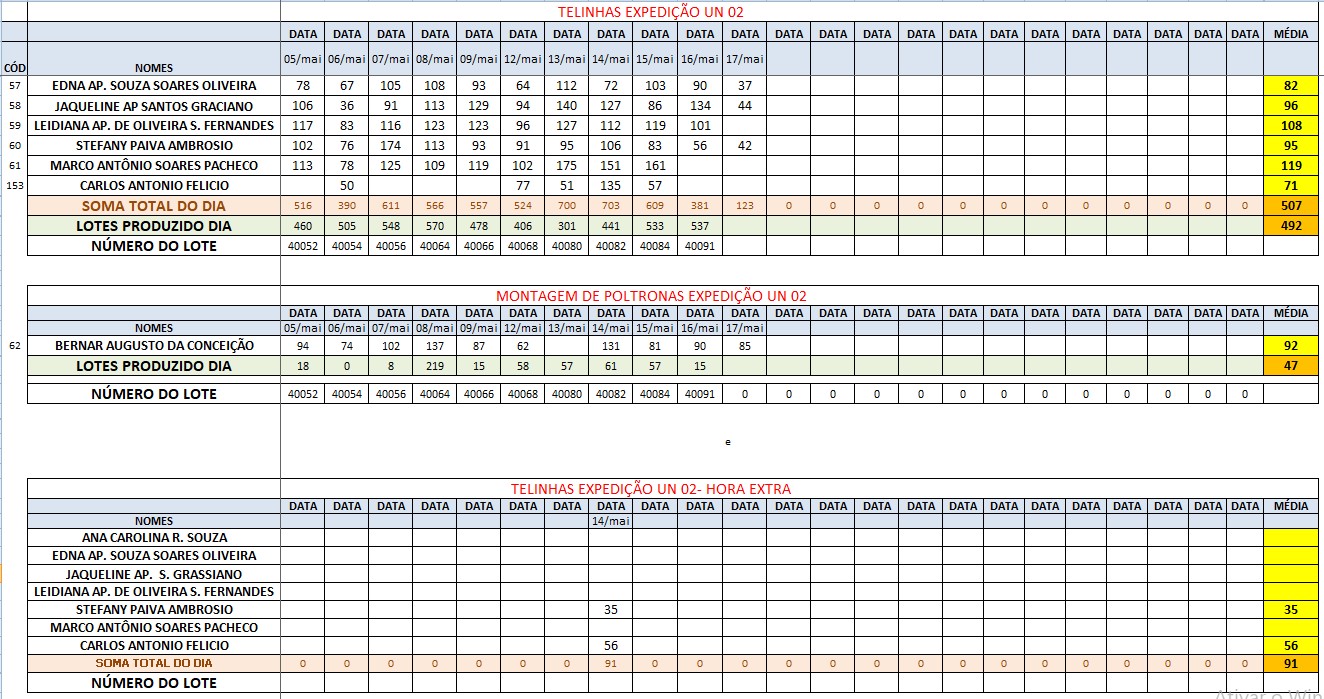 TELINHAS EXPEDIÇÃO UN 02
DATA DATA DATA DATA DATA DATA DATA DATA DATA DATA DATA DATA DATA DATA DATA DATA DATA DATA DATA DATA DATA DATA MÉDIA
CÓD NOMES 05/mai 06/mai 07/mai 08/mai 09/mai 12/mai 13/mai 14/mai 15/mai 16/mai 17/mai
57 EDNA AP. SOUZA SOARES OLIVEIRA 78 67 105 108 93 64 112 72 103 90 37 82
58 JAQUELINE AP SANTOS GRACIANO 106 36 91 113 129 94 140 127 86 134 44 96
59 LEIDIANA AP. DE OLIVEIRA S. FERNANDES 117 83 116 123 123 96 127 112 119 101 108
60 STEFANY PAIVA AMBROSIO 102 76 174 113 93 91 95 106 83 56 42 95
61 MARCO ANTÔNIO SOARES PACHECO 113 78 125 109 119 102 175 151 161 119
153 CARLOS ANTONIO FELICIO 50 77 51 135 57 71
SOMA TOTAL DO DIA 516 390 611 566 557 524 700 703 609 381 123 0 0 0 0 0 0 0 0 0 0 0 507
LOTES PRODUZIDO DIA 460 505 548 570 478 406 301 441 533 537 492
NÚMERO DO LOTE 40052 40054 40056 40064 40066 40068 40080 40082 40084 40091
MONTAGEM DE POLTRONAS EXPEDIÇÃO UN 02
DATA DATA DATA DATA DATA DATA DATA DATA DATA DATA DATA DATA DATA DATA DATA DATA DATA DATA DATA DATA DATA DATA MÉDIA
NOMES 05/mai 06/mai 07/mai 08/mai 09/mai 12/mai 13/mai 14/mai 15/mai 16/mai 17/mai
62 BERNAR AUGUSTO DA CONCEIÇÃO 94 74 102 137 87 62 131 81 90 85 92
LOTES PRODUZIDO DIA 18 0 8 219 15 58 57 61 57 15 47
NÚMERO DO LOTE 40052 40054 40056 40064 40066 40068 40080 40082 40084 40091 0 0 0 0 0 0 0 0 0 0 0 0
e
TELINHAS EXPEDIÇÃO UN 02- HORA EXTRA
DATA DATA DATA DATA DATA DATA DATA DATA DATA DATA DATA DATA DATA DATA DATA DATA DATA DATA DATA DATA DATA DATA MÉDIA
NOMES 14/mai
ANA CAROLINA R. SOUZA
EDNA AP. SOUZA SOARES OLIVEIRA
JAQUELINE AP. S. GRASSIANO
LEIDIANA AP. DE OLIVEIRA S. FERNANDES
STEFANY PAIVA AMBROSIO 35 35
MARCO ANTÔNIO SOARES PACHECO
CARLOS ANTONIO FELICIO 56 56
SOMA TOTAL DO DIA 0 0 0 0 0 0 0 91 0 0 0 0 0 0 0 0 0 0 0 0 0 0 91
NÚMERO DO LOTE
Ativar o Win